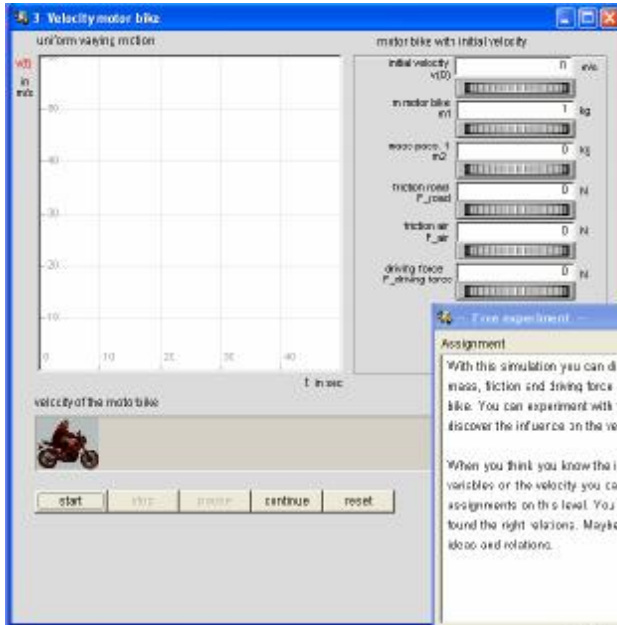 3 Velocity motor bike
uniform varying motion
motor bike with initial velocity
v(t)
in
m/s
50
40
30
20
10
0 10 20 30 40
t in sec
initial velocity
v(0)
0 m/s
m motor bike
m1
1 kg
mass pass. 1
m2
0 kg
friction road
F_road
0 N
friction air
F_air
0 N
driving force
F_driving force
0 N
velocity of the motor bike
start stop pause continue reset
Free experiment
Assignment
With this simulation you can di
mass, friction and driving force
bike. You can experiment with
discover the influence on the ve
When you think you know the i
variables or the velocity you ca
assignments on this level. You
found the right relations. Maybe
ideas and relations.